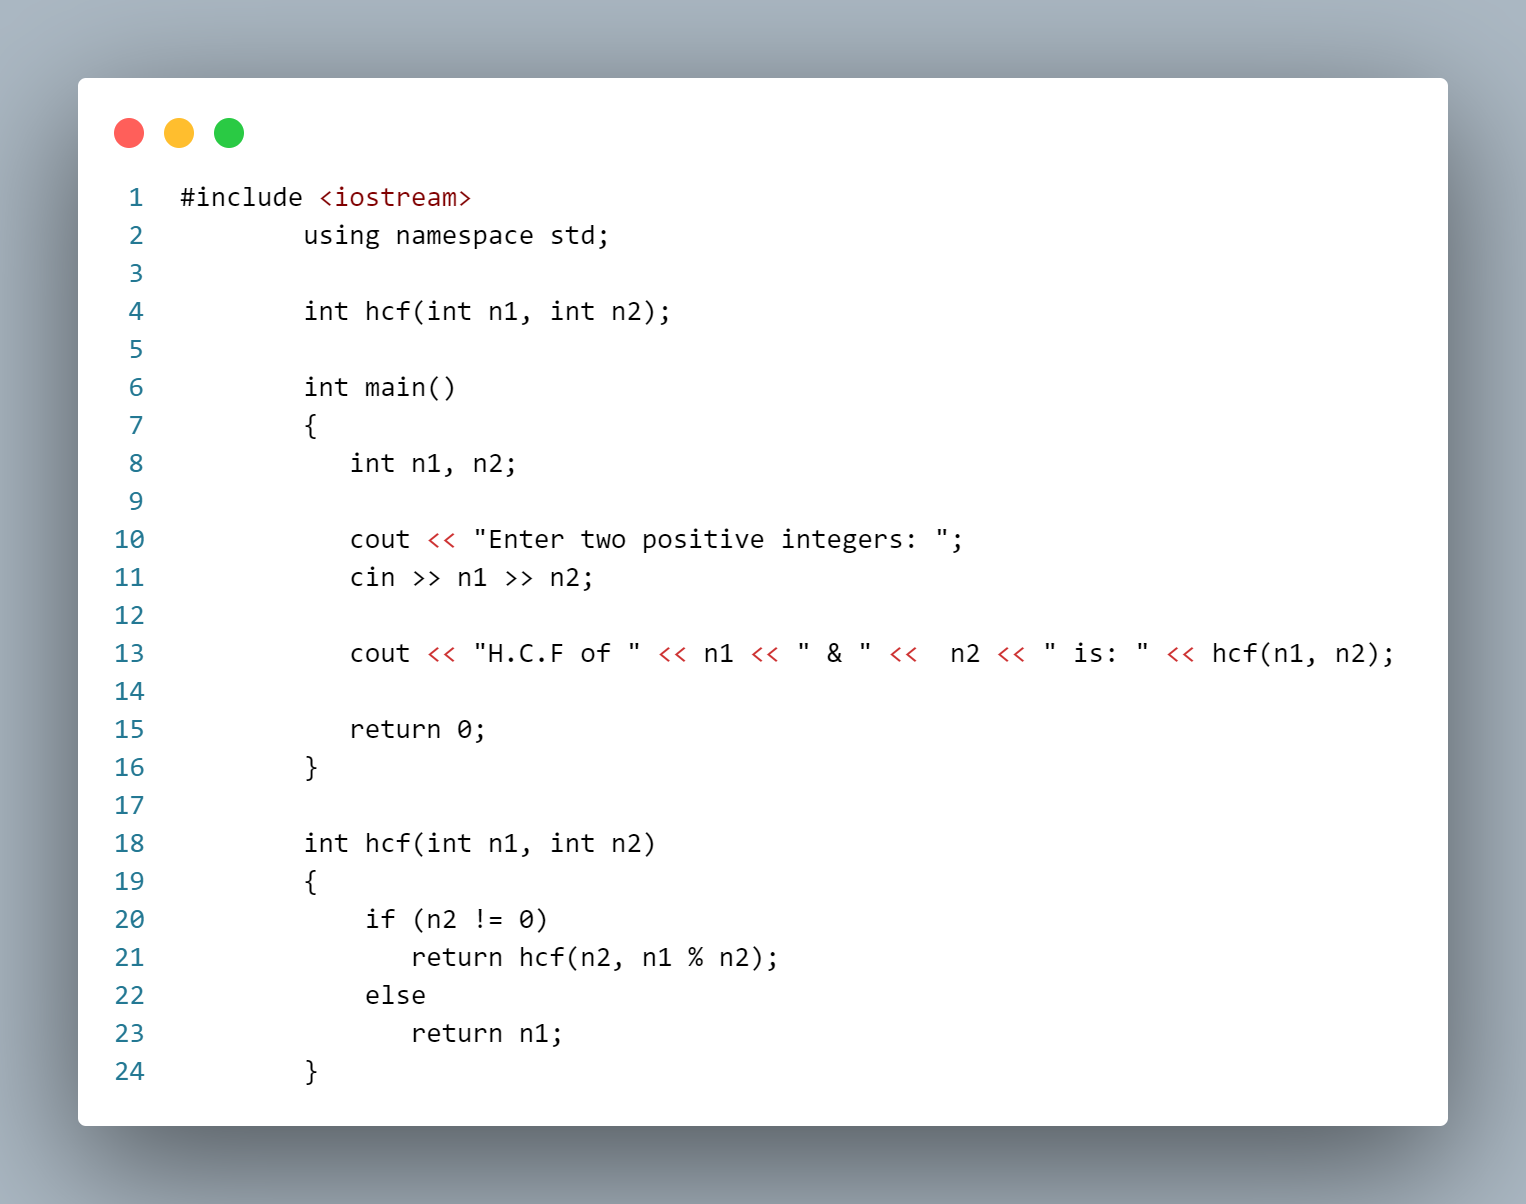 1 #include <iostream>
2 using namespace std;
3
4 int hcf(int n1, int n2);
5
6 int main()
7 {
8 int n1, n2;
9
10 cout << "Enter two positive integers: ";
11 cin >> n1 >> n2;
12
13 cout << "H.C.F of " << n1 << " & " <<  n2 << " is: " << hcf(n1, n2);
14
15 return 0;
16 }
17
18 int hcf(int n1, int n2)
19 {
20 if (n2 != 0)
21 return hcf(n2, n1 % n2);
22 else
23 return n1;
24 }